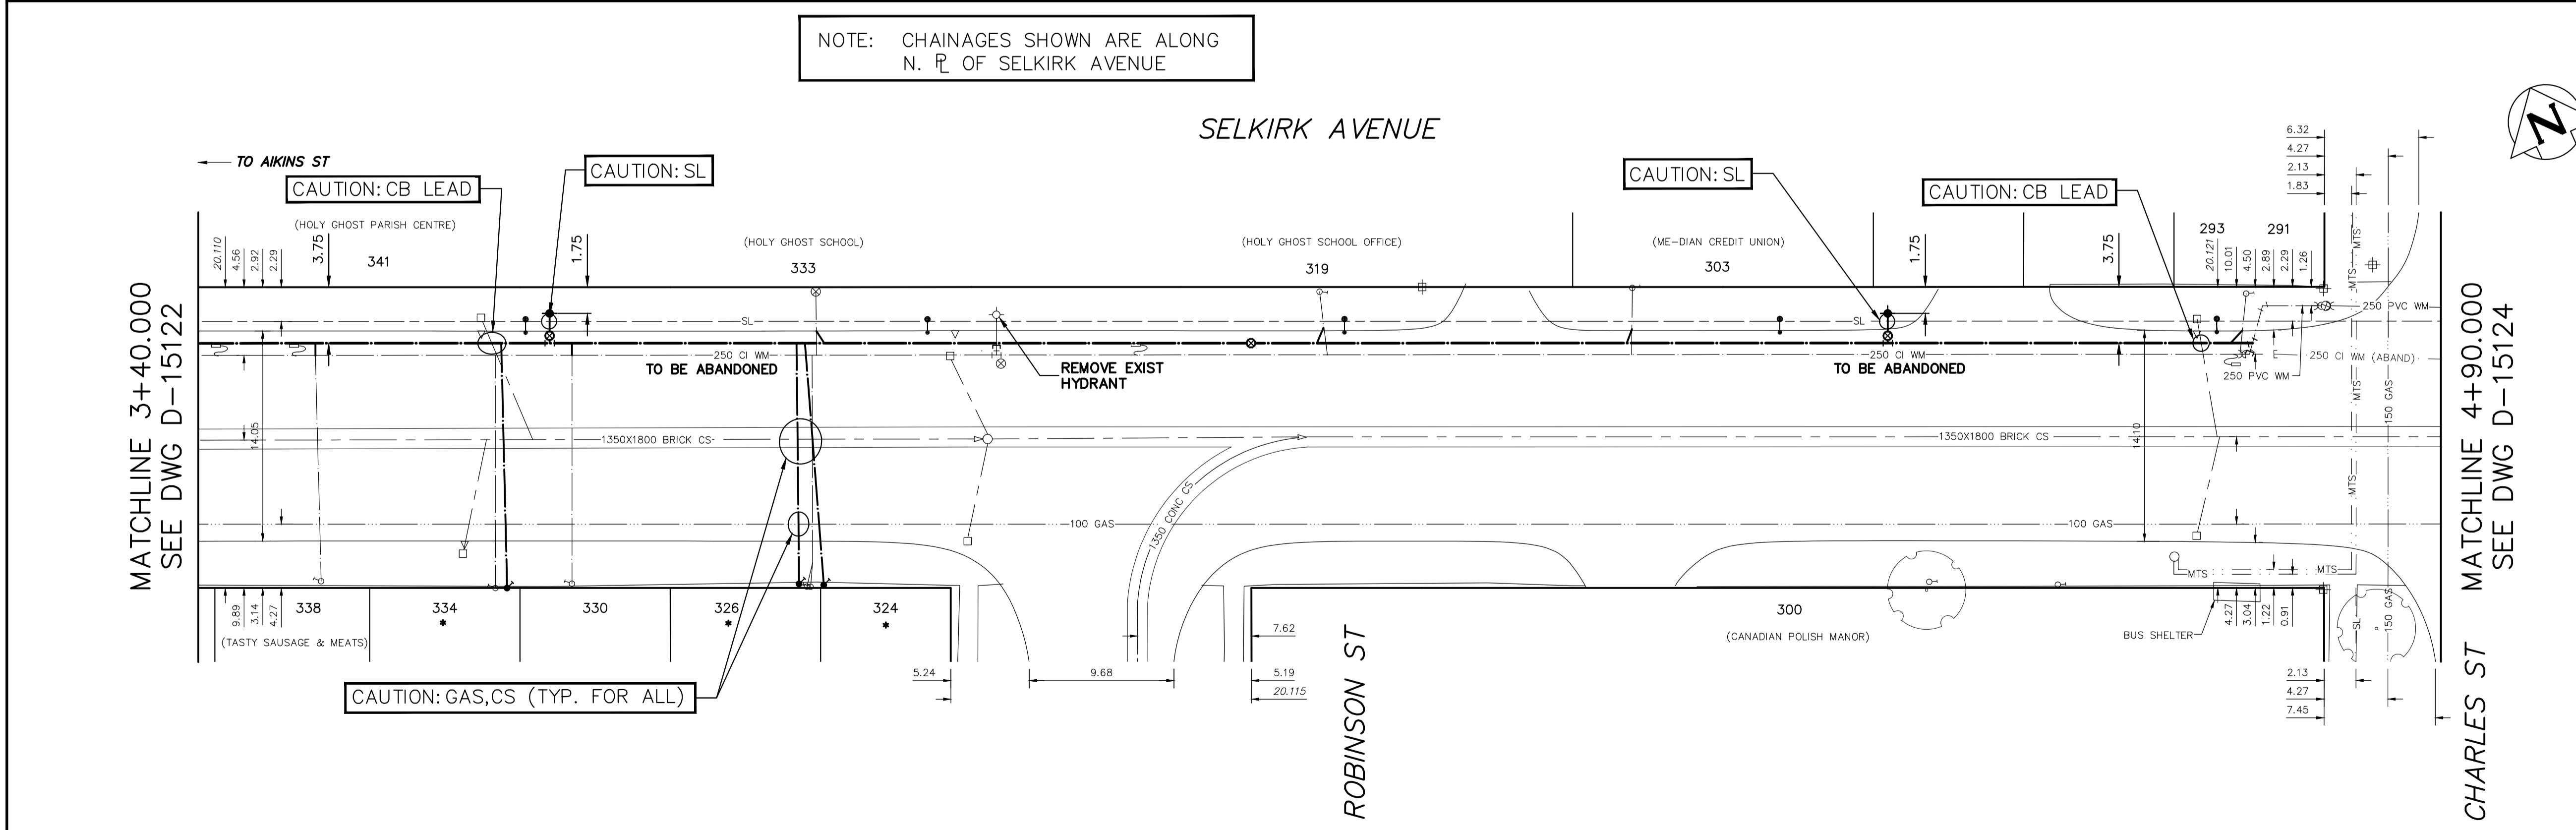 NOTE: CHAINAGES SHOWN ARE ALONG
N. ⅊ OF SELKIRK AVENUE
SELKIRK AVENUE
N
TO AIKINS ST
CAUTION: CB LEAD
CAUTION: SL
CAUTION: SL
CAUTION: CB LEAD
6.32
4.27
2.13
1.83
(HOLY GHOST PARISH CENTRE)
(HOLY GHOST SCHOOL)
(HOLY GHOST SCHOOL OFFICE)
(ME-DIAN CREDIT UNION)
20.110
4.56
2.92
2.29
3.75
341
1.75
333
319
303
1.75
3.75
293
291
20.121
10.01
4.50
2.89
2.29
1.26
MTS
MTS
MATCHLINE 3+40.000
SEE DWG D-15122
SL
SL
250 PVC WM
250 CI WM
TO BE ABANDONED
REMOVE EXIST
HYDRANT
250 CI WM
TO BE ABANDONED
E
250 CI WM (ABAND)
250 PVC WM
MTS
150 GAS
14.05
1350X1800 BRICK CS
1350X1800 BRICK CS
14.10
MTS
1350 CONC CS
100 GAS
100 GAS
MTS
MTS
MATCHLINE 4+90.000
SEE DWG D-15124
9.89
3.14
4.27
338
334
*
330
326
*
324
*
(TASTY SAUSAGE & MEATS)
300
(CANADIAN POLISH MANOR)
BUS SHELTER
4.27
3.04
1.22
0.91
SL
150 GAS
CAUTION: GAS,CS (TYP. FOR ALL)
5.24
9.68
7.62
5.19
20.115
2.13
4.27
7.45
ROBINSON ST
CHARLES ST